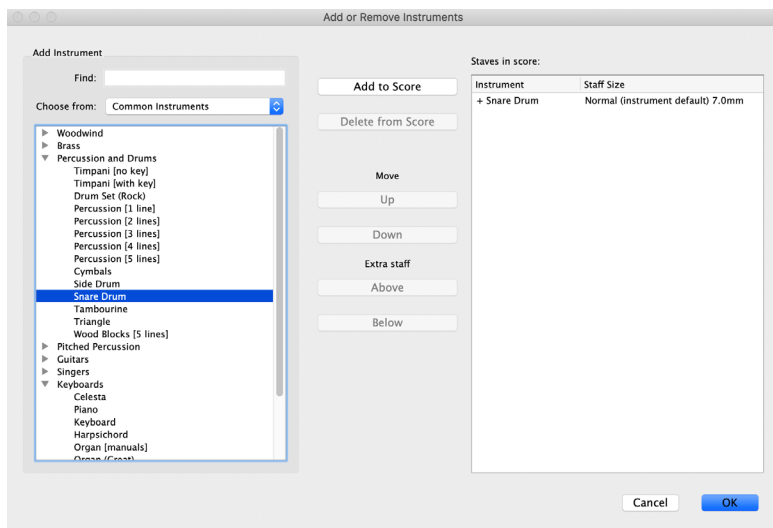 Add or Remove Instruments
Add Instrument
Find:
Choose from: Common Instruments
Woodwind
Brass
Percussion and Drums
Timpani [no key]
Timpani [with key]
Drum Set (Rock)
Percussion [1 line]
Percussion [2 lines]
Percussion [3 lines]
Percussion [4 lines]
Percussion [5 lines]
Cymbals
Side Drum
Snare Drum
Tambourine
Triangle
Wood Blocks [5 lines]
Pitched Percussion
Guitars
Singers
Keyboards
Celesta
Piano
Keyboard
Harpsichord
Organ [manuals]
Organ (Great)
Add to Score
Delete from Score
Move
Up
Down
Extra staff
Above
Below
Staves in score:
Instrument Staff Size
+ Snare Drum Normal (instrument default) 7.0mm
Cancel OK